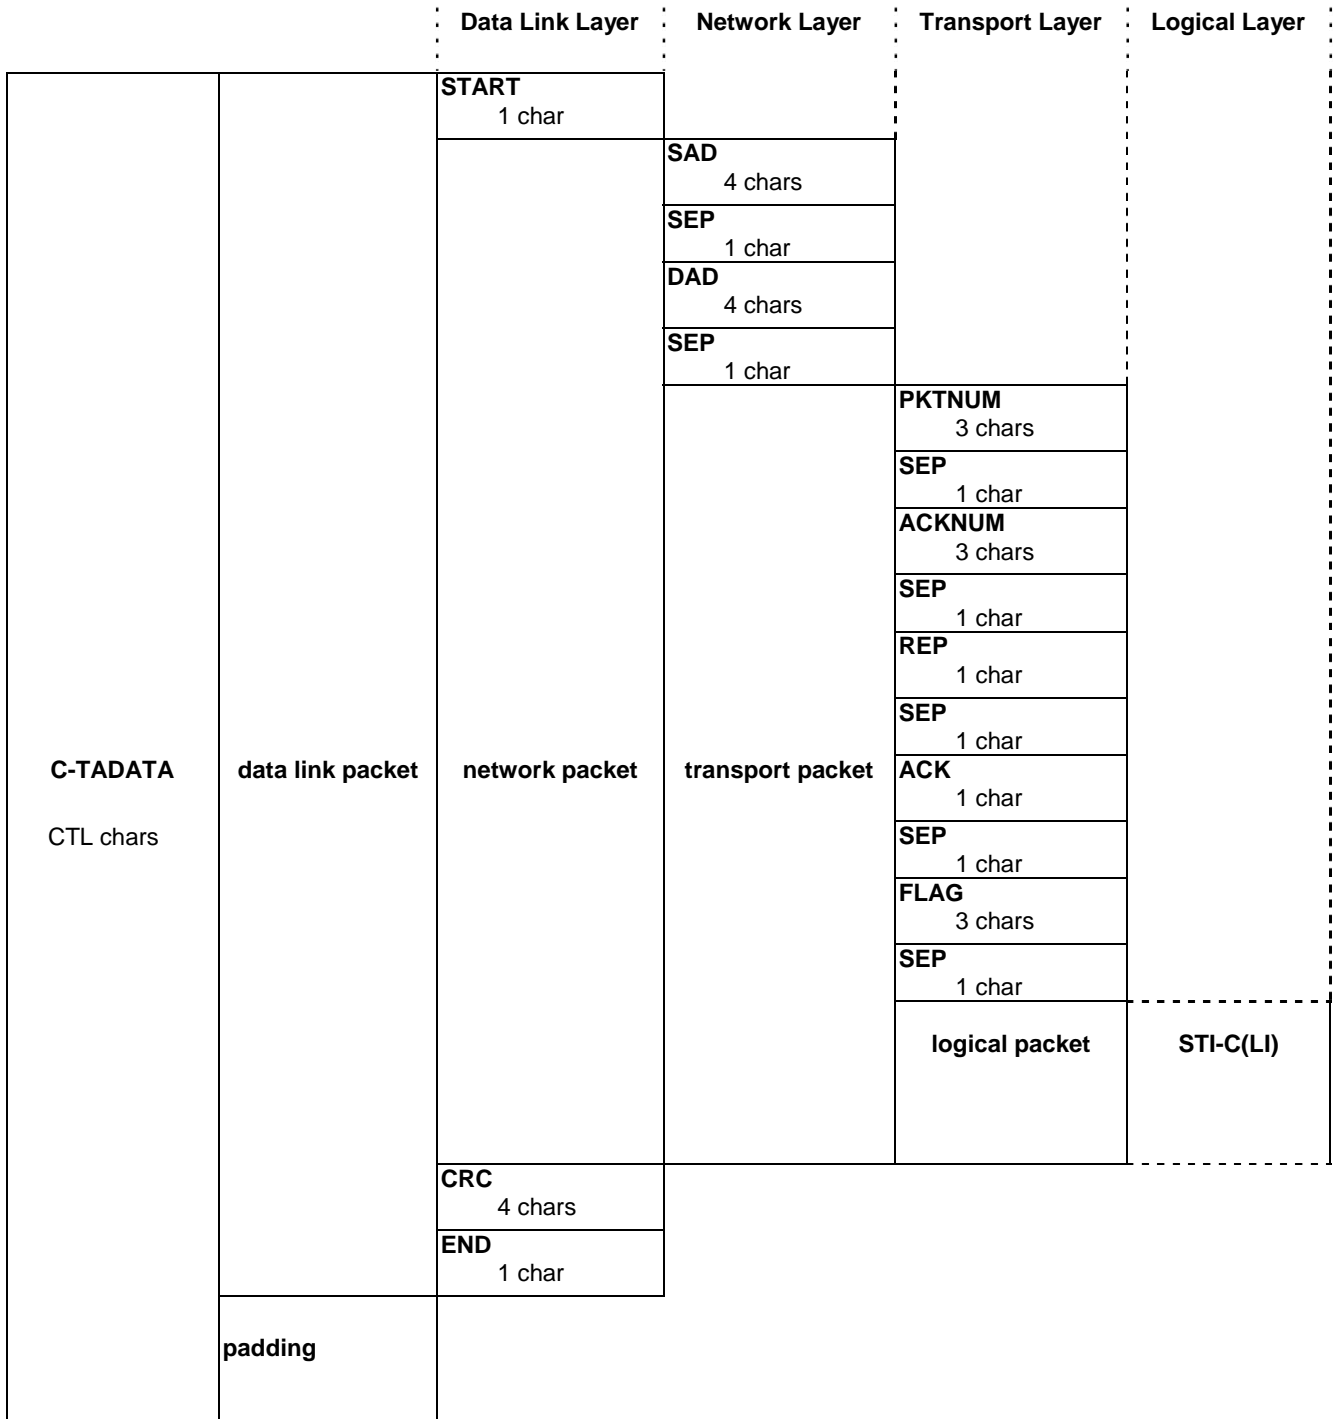 Data Link Layer Network Layer Transport Layer Logical Layer
START
1 char
SAD
4 chars
SEP
1 char
DAD
4 chars
SEP
1 char
PKTNUM
3 chars
SEP
1 char
ACKNUM
3 chars
SEP
1 char
REP
1 char
SEP
1 char
C-TADATA data link packet network packet transport packet ACK
1 char
CTL chars
SEP
1 char
FLAG
3 chars
SEP
1 char
logical packet STI-C(LI)
CRC
4 chars
END
1 char
padding